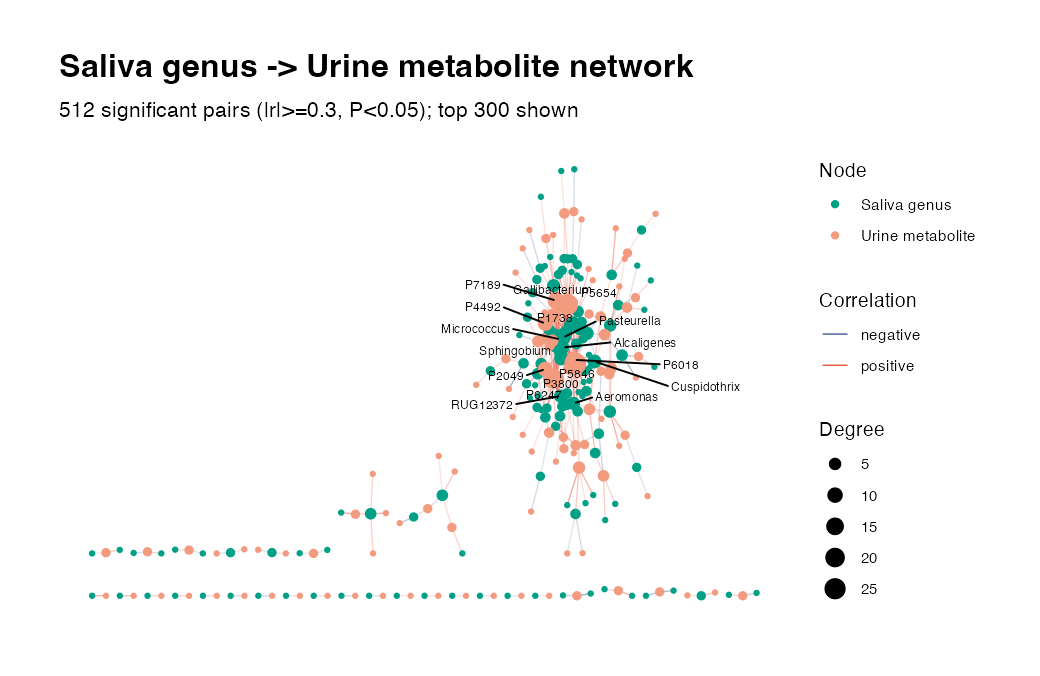 Saliva genus -> Urine metabolite network
512 significant pairs (|r|>=0.3, P<0.05); top 300 shown
Node
Saliva genus
Urine metabolite
Correlation
negative
positive
Degree
5
10
15
20
25
P7189
Gallibacterium
P5654
P4492
P1738
Pasteurella
Micrococcus
Alcaligenes
Sphingobium
P6018
P2049
P5846
P3800
Cuspidothrix
Aeromonas
RUG12372